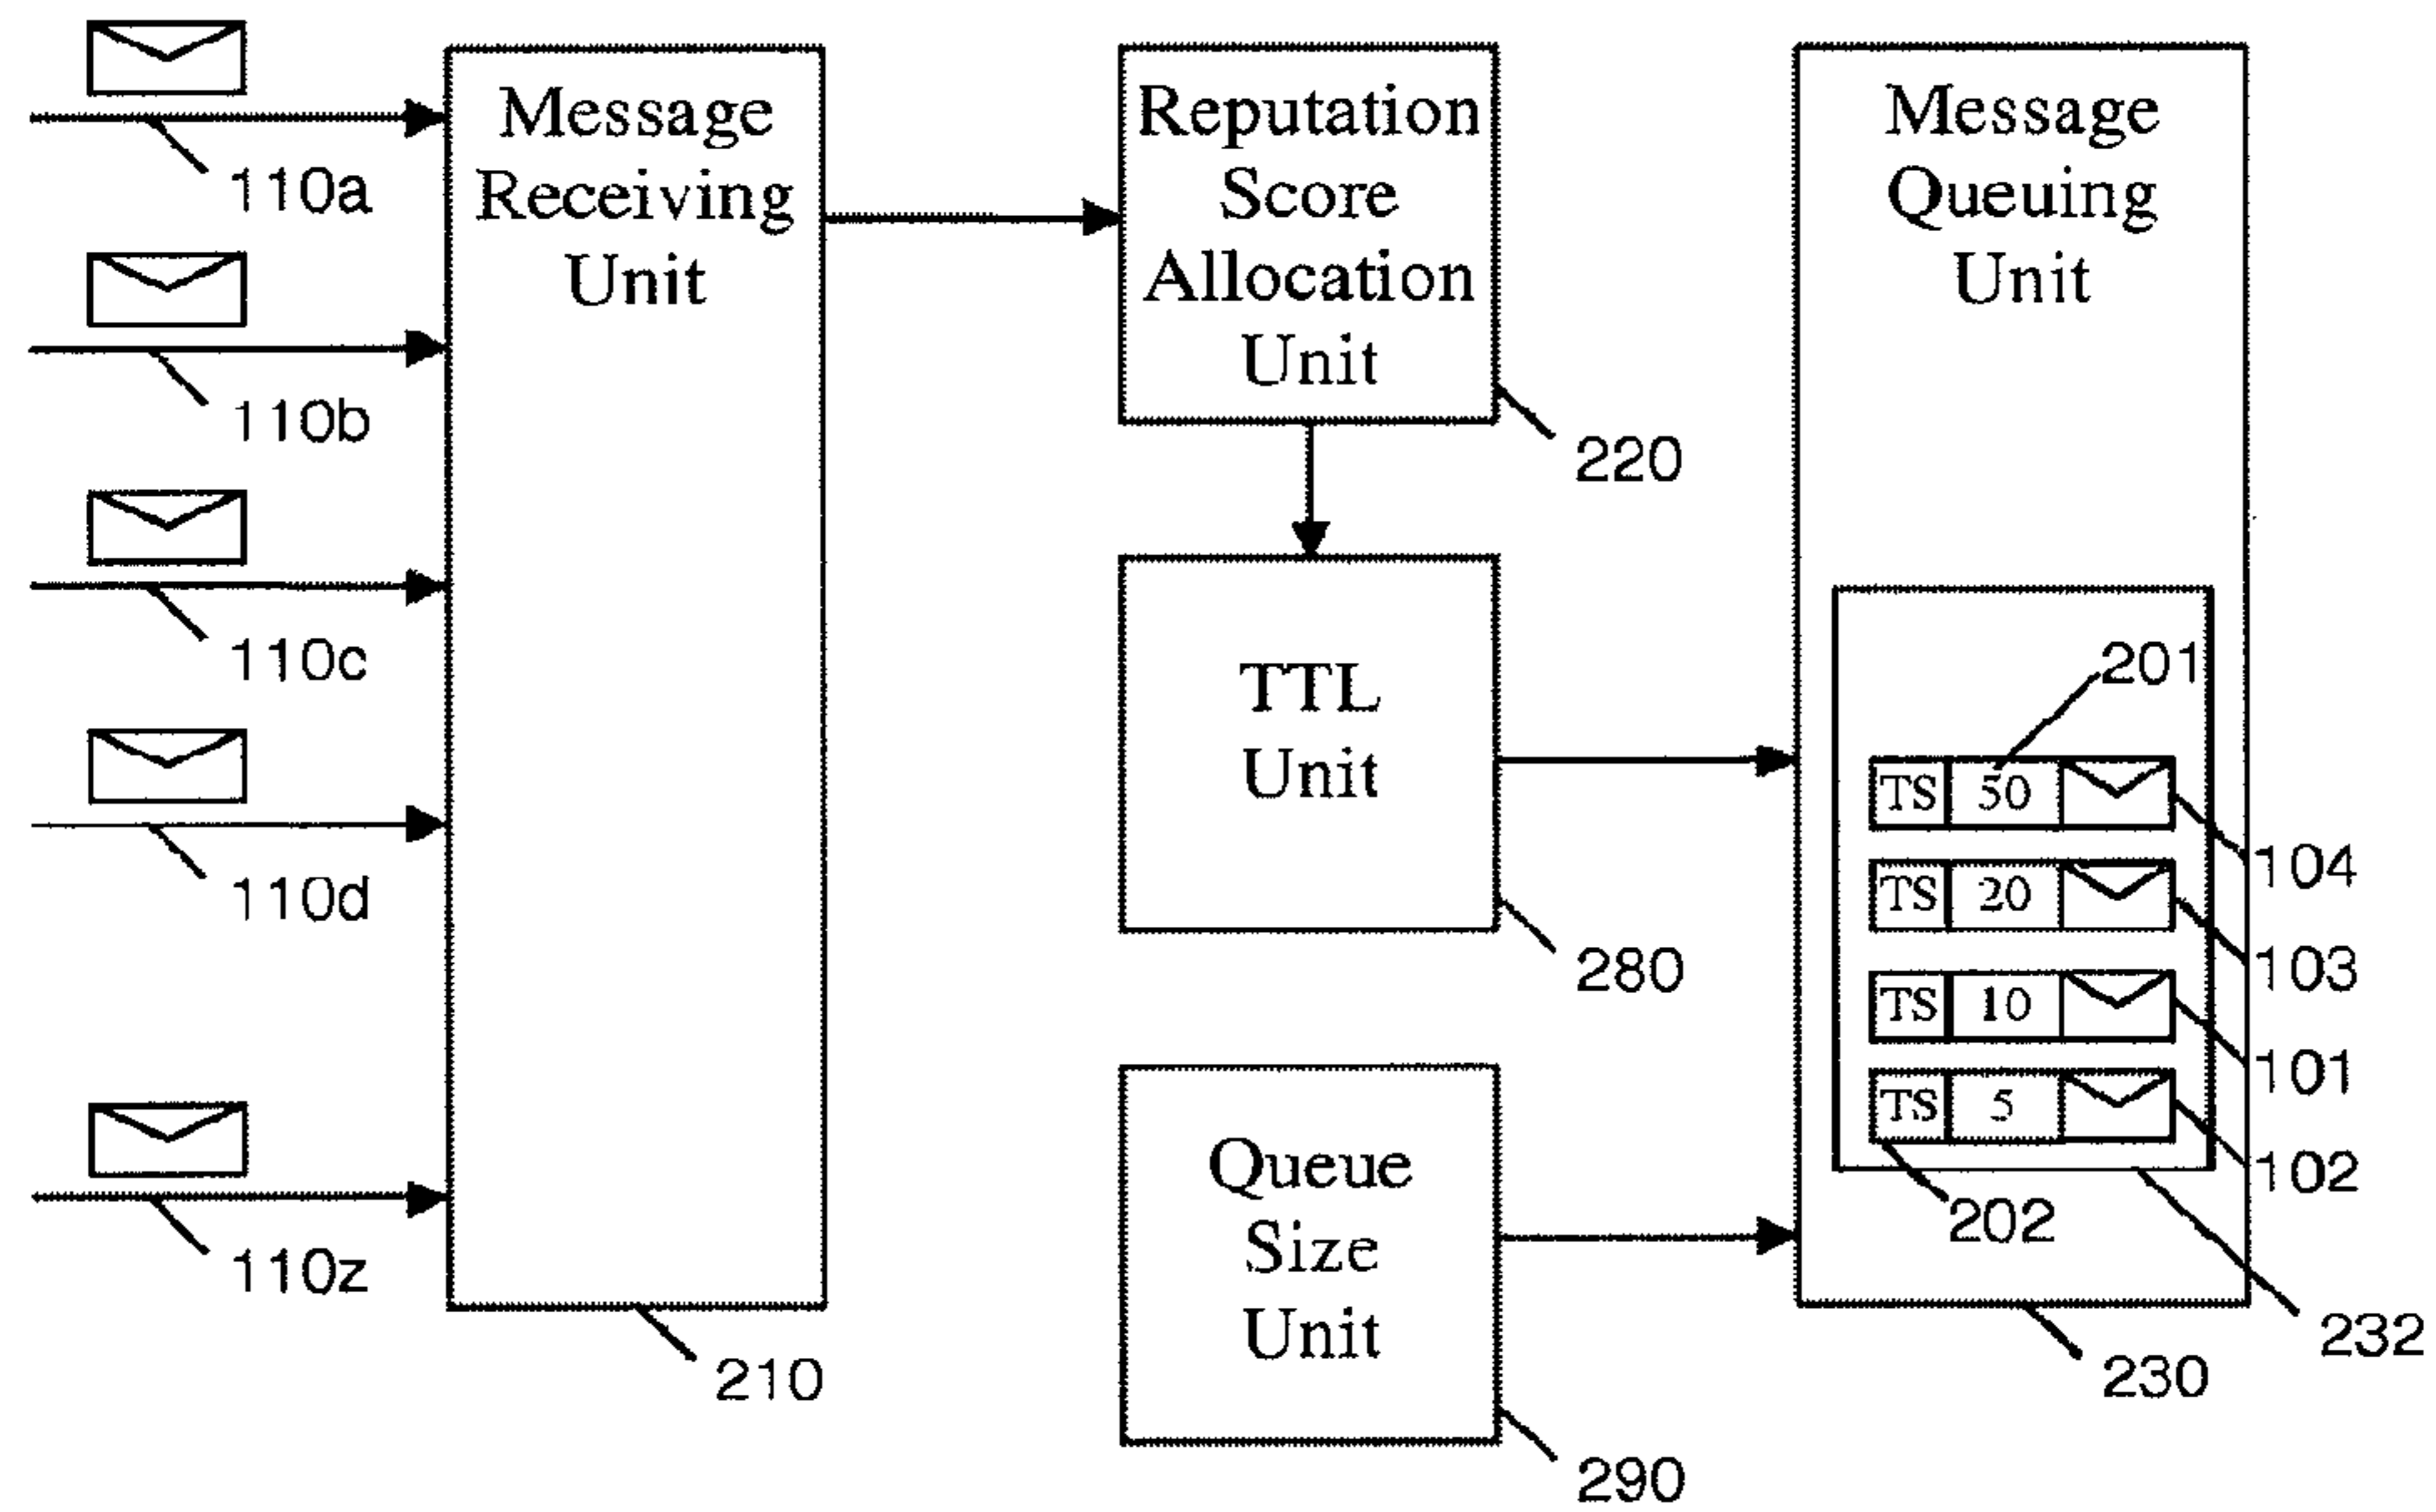 Message
Receiving
Unit
110a
110b
110c
110d
110z
210
Reputation
Score
Allocation
Unit
220
TTL
Unit
280
Queue
Size
Unit
290
Message
Queuing
Unit
201
TS 50
104
TS 20
103
TS 10
101
TS 5
102
202
232
230